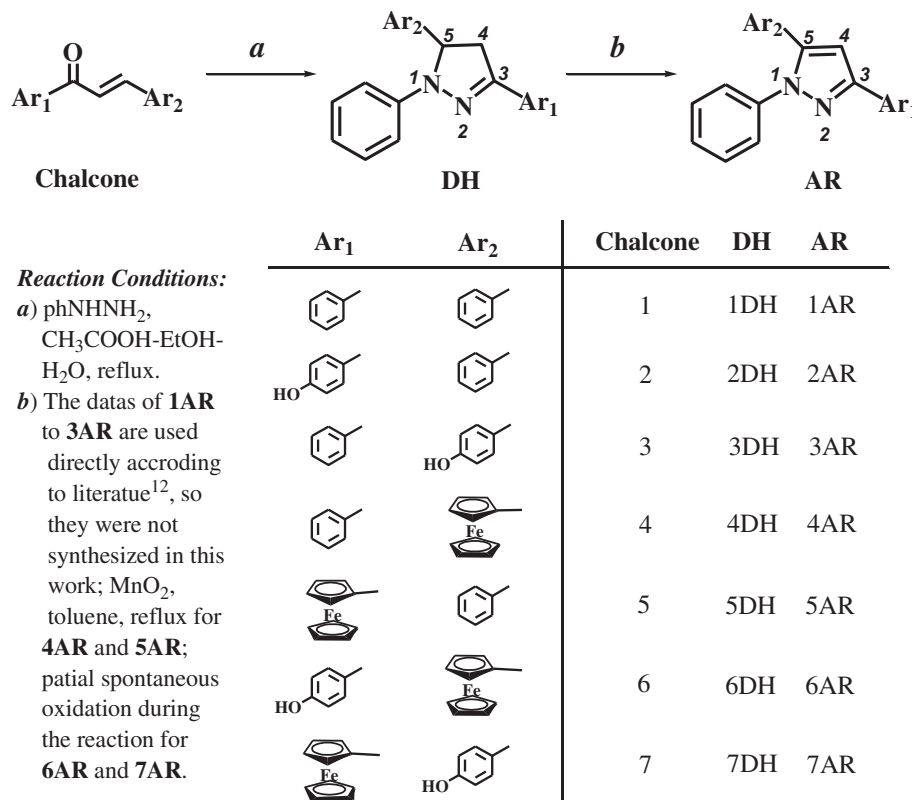 a
b
O
Ar1
Ar2
Ar2
5
4
1
N
3
N
2
Ar1
Ar2
5
4
1
N
3
N
2
Ar1
Chalcone
DH
AR
Ar1 Ar2 Chalcone DH AR
Reaction Conditions:
a) phNHNH2,
CH3COOH-EtOH-
H2O, reflux.
b) The datas of 1AR
to 3AR are used
directly accroding
to literatue12, so
they were not
synthesized in this
work; MnO2,
toluene, reflux for
4AR and 5AR;
patial spontaneous
oxidation during
the reaction for
6AR and 7AR.
1 1DH 1AR
HO 2 2DH 2AR
HO 3 3DH 3AR
Fe 4 4DH 4AR
Fe 5 5DH 5AR
HO Fe 6 6DH 6AR
Fe HO 7 7DH 7AR